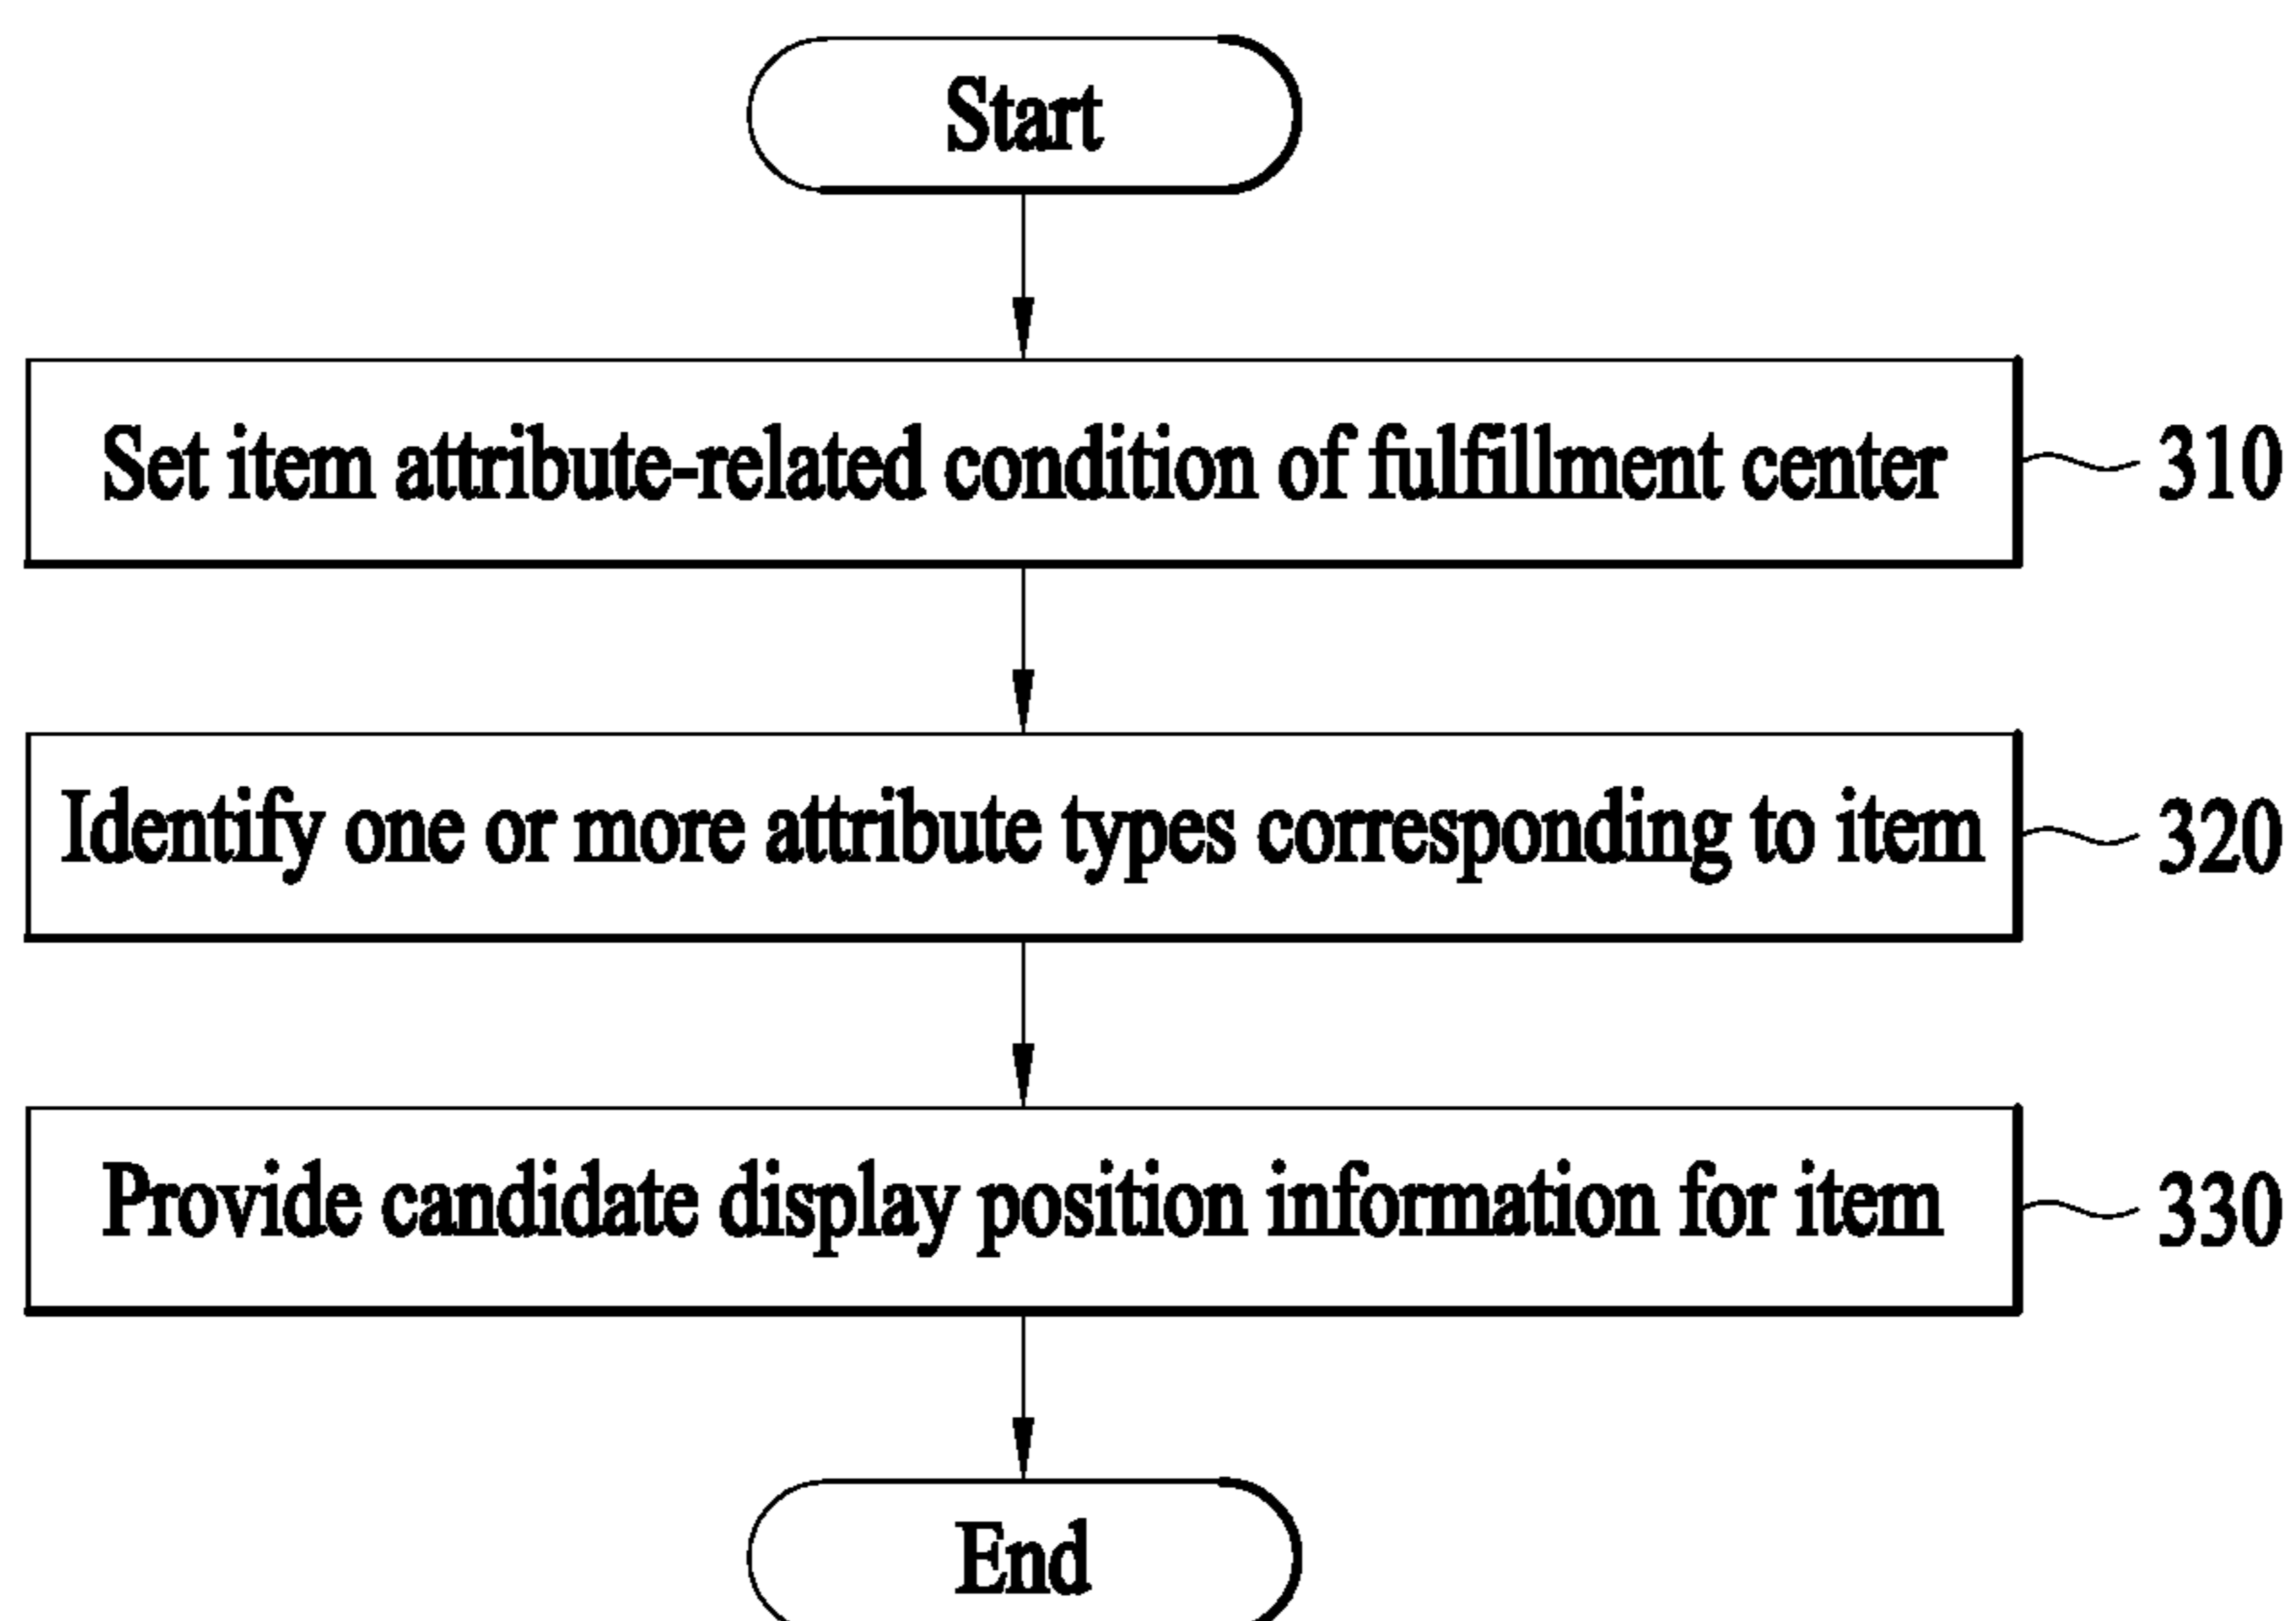 Start
Set item attribute-related condition of fulfillment center
310
Identify one or more attribute types corresponding to item
320
Provide candidate display position information for item
330
End